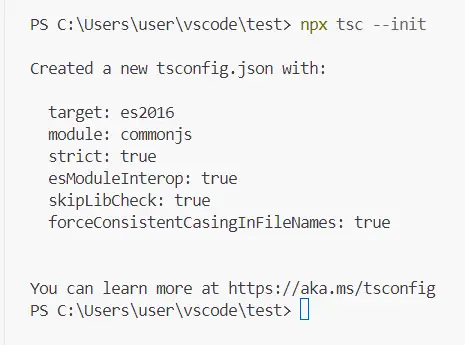 PS C:\Users\user\vscode\test> npx tsc --init
Created a new tsconfig.json with:
target: es2016
module: commonjs
strict: true
esModuleInterop: true
skipLibCheck: true
forceConsistentCasingInFileNames: true
You can learn more at https://aka.ms/tsconfig
PS C:\Users\user\vscode\test>